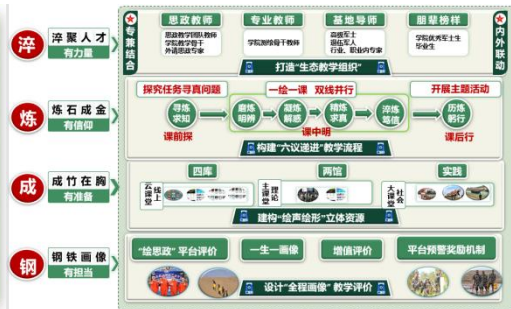 淬
淬聚人才
有力量
专兼结合
思政教师
思政教学团队教师
学院教学骨干
外请思政专家
专业教师
学院测绘骨干教师
基地导师
高级军士
退伍军人
行业、职业内专家
朋辈榜样
学院优秀军士生
毕业生
内外联动
打造“生态教学组织”
炼
炼石成金
有信仰
探究任务寻真问题
一绘一课 双线并行
开展主题活动
寻炼
求知
磨炼
明辨
凝炼
解惑
精炼
求真
淬炼
笃信
历炼
躬行
课前探
课中明
课后行
构建“六议递进”教学流程
成
成竹在胸
有准备
四库
两馆
实践
云课堂
线上
主课堂
理论
大课堂
社会
建构“绘声绘形”立体资源
钢
钢铁画像
有担当
“绘思政”平台评价
一生一画像
增值评价
平台预警奖励机制
设计“全程画像”教学评价